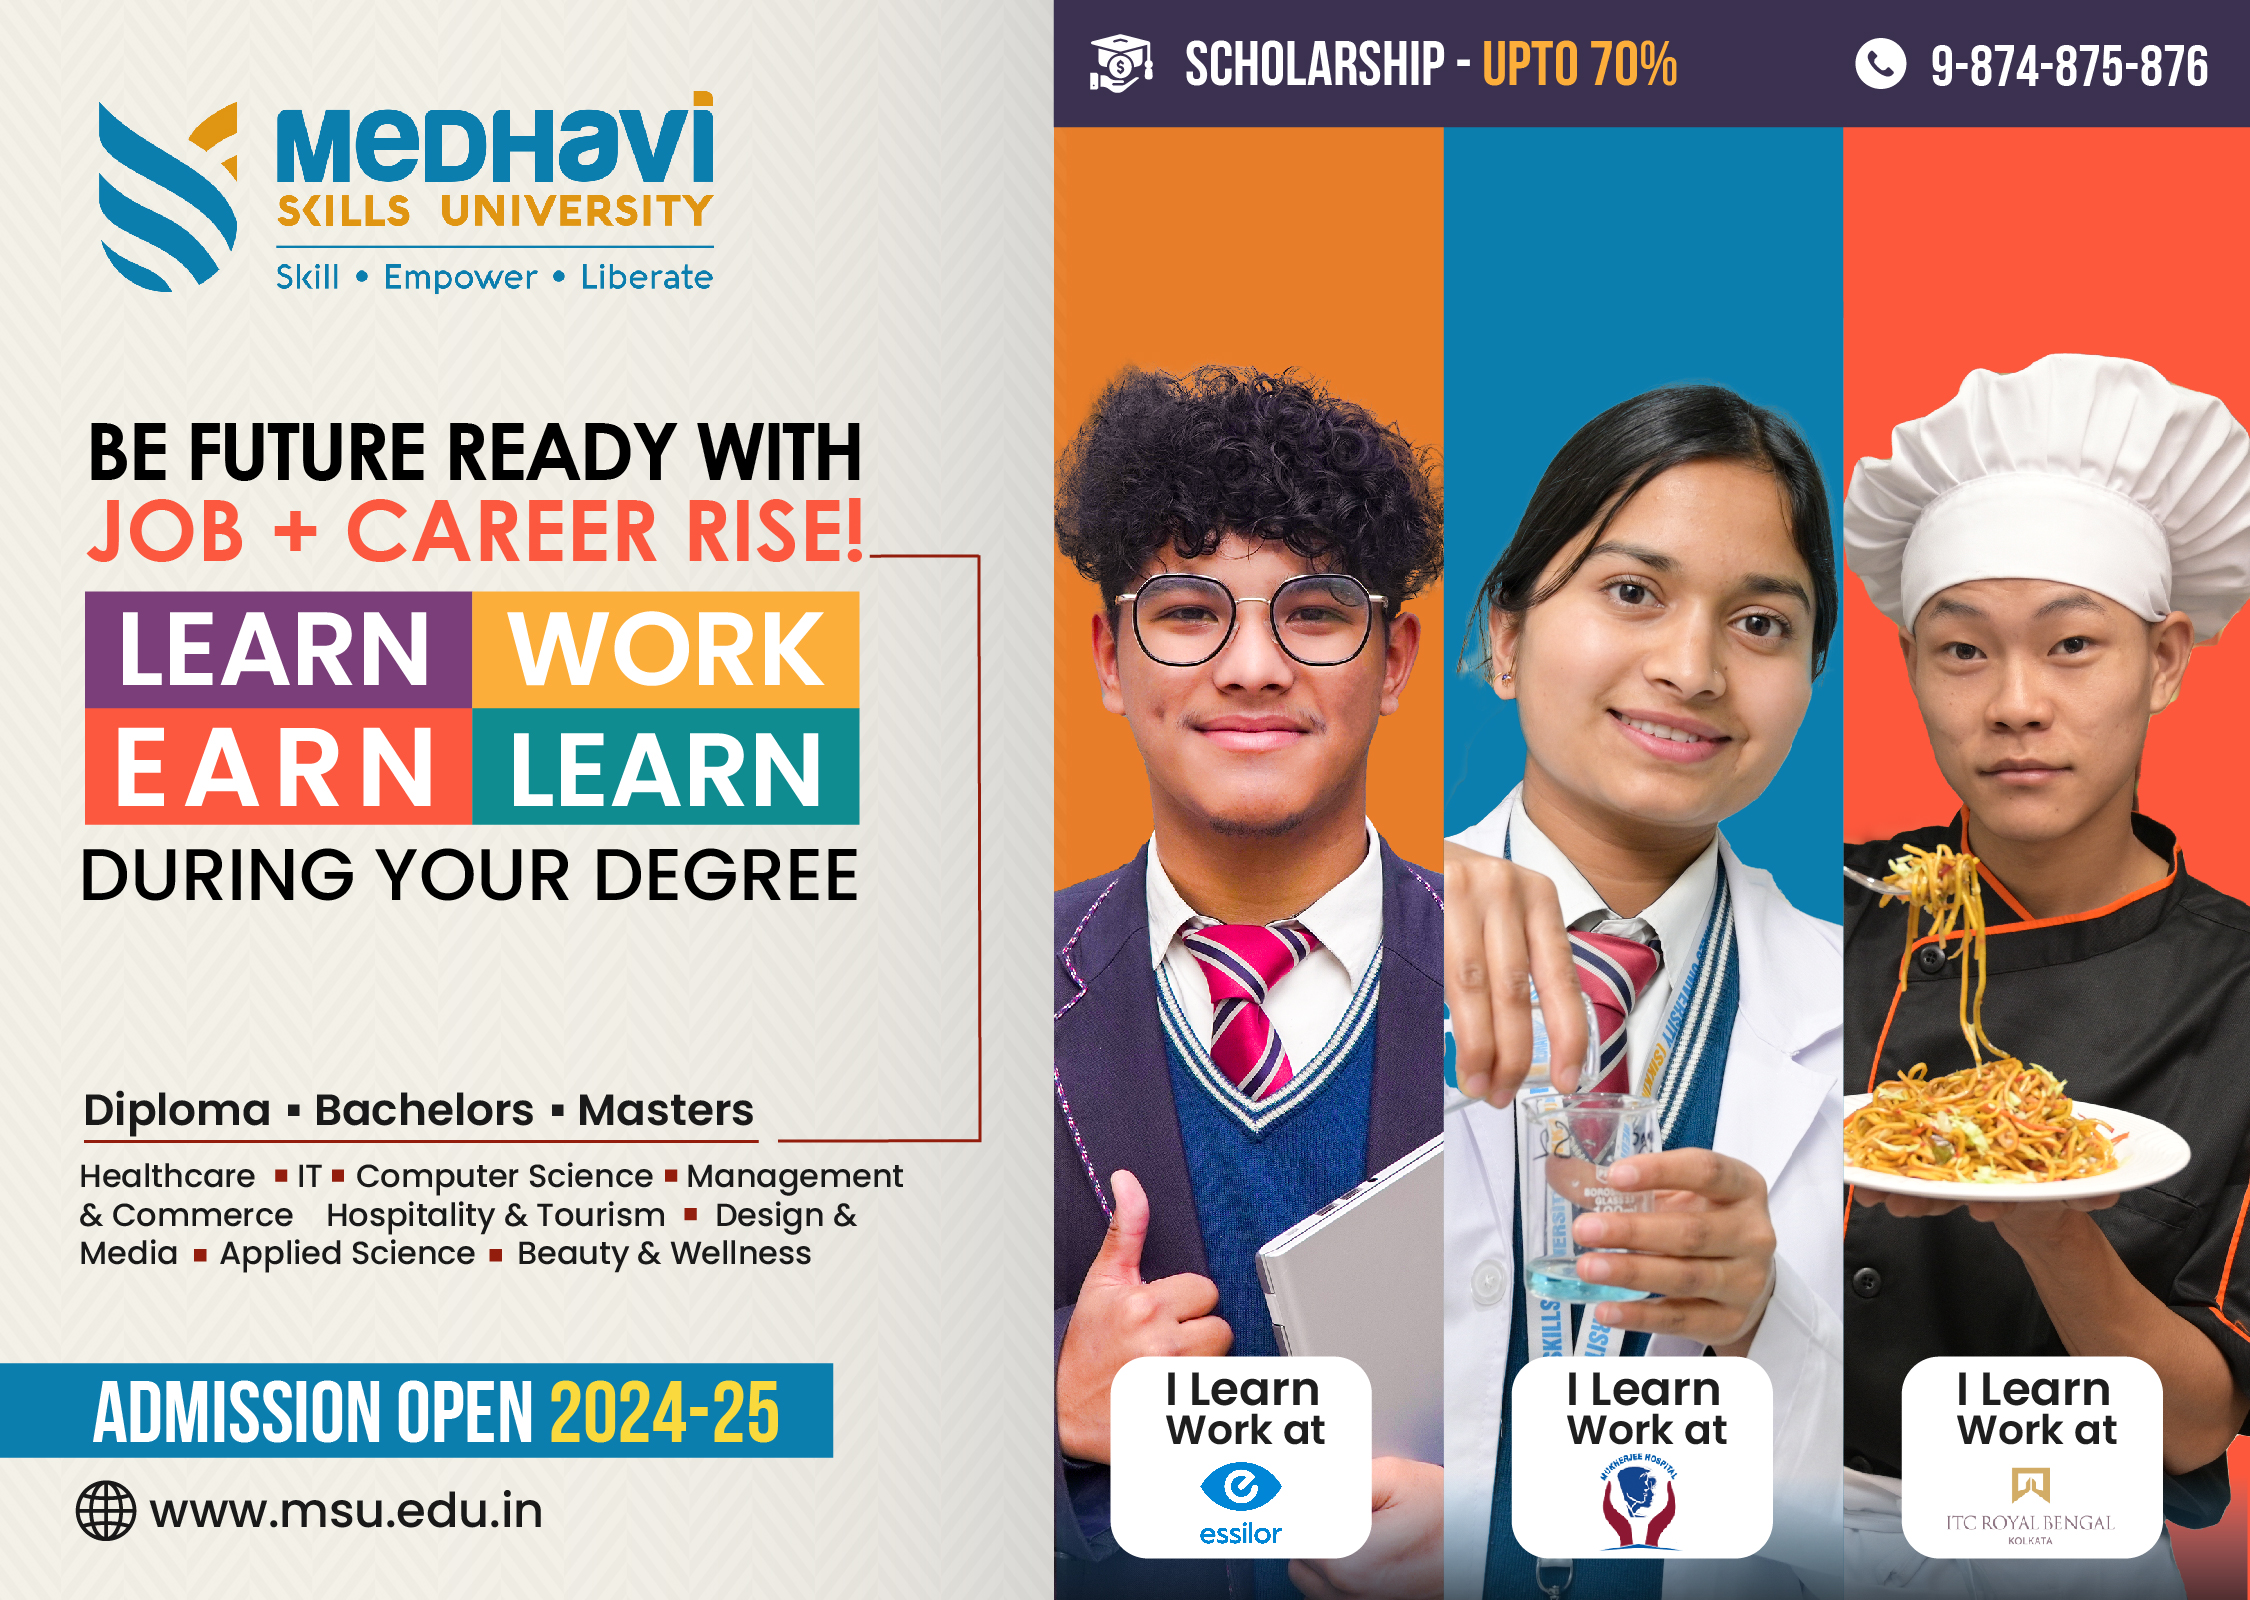 MEDHAVI
SKILLS UNIVERSITY
Skill • Empower • Liberate
BE FUTURE READY WITH
JOB + CAREER RISE!
LEARN WORK
EARN LEARN
DURING YOUR DEGREE
Diploma ▪ Bachelors ▪ Masters
Healthcare ▪ IT ▪ Computer Science ▪ Management
& Commerce Hospitality & Tourism ▪ Design &
Media ▪ Applied Science ▪ Beauty & Wellness
ADMISSION OPEN 2024-25
www.msu.edu.in
SCHOLARSHIP - UPTO 70%
9-874-875-876
I Learn
Work at
essilor
I Learn
Work at
MUKHERJEE HOSPITAL
I Learn
Work at
ITC ROYAL BENGAL
KOLKATA